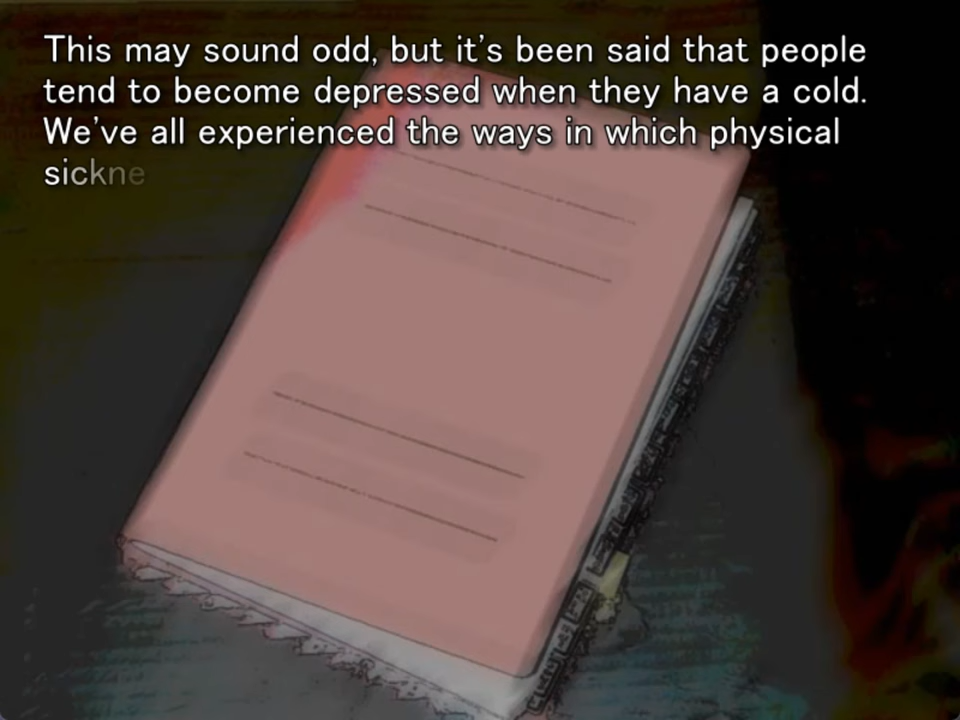 This may sound odd, but it's been said that people
tend to become depressed when they have a cold.
We've all experienced the ways in which physical
sickne